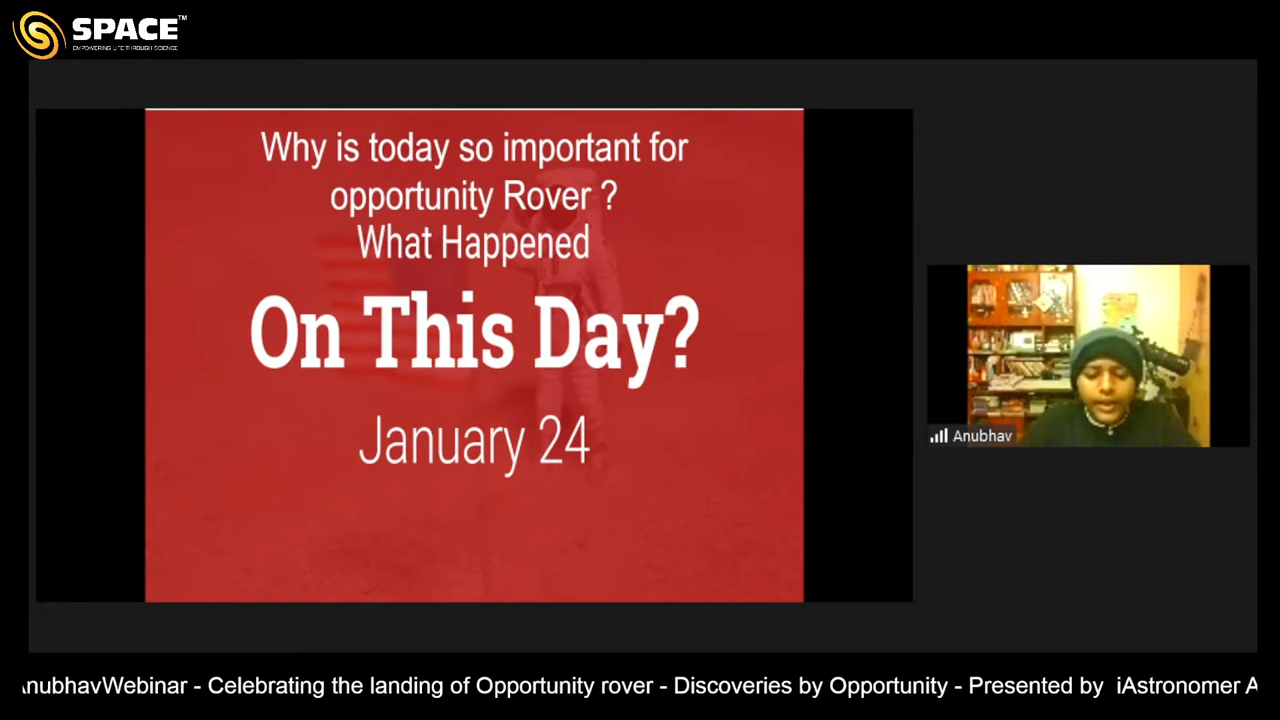 SPACE™
EMPOWERING LIFE THROUGH SCIENCE
Why is today so important for
opportunity Rover ?
What Happened
On This Day?
January 24
Anubhav
AnubhavWebinar - Celebrating the landing of Opportunity rover - Discoveries by Opportunity - Presented by iAstronomer A